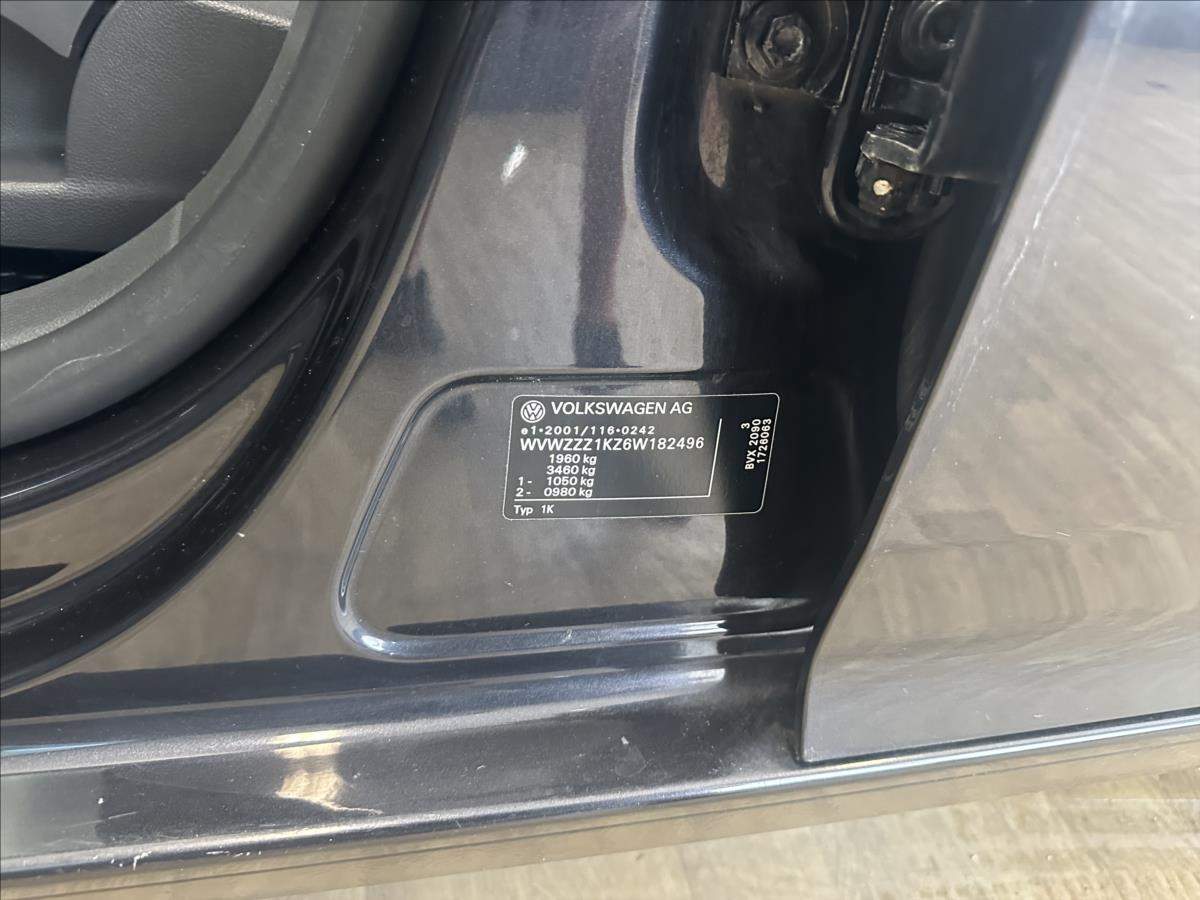 VOLKSWAGEN AG
e1*2001/116*0242
WVWZZZ1KZ6W182496
1960 kg
3460 kg
1- 1050 kg
2- 0980 kg
Typ 1K
3
BVX 2090
1726063